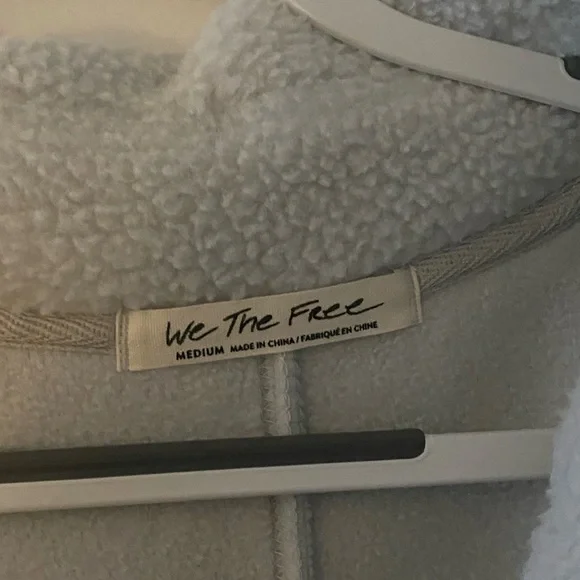 We The Free
MEDIUM MADE IN CHINA / FABRIQUÉ EN CHINE